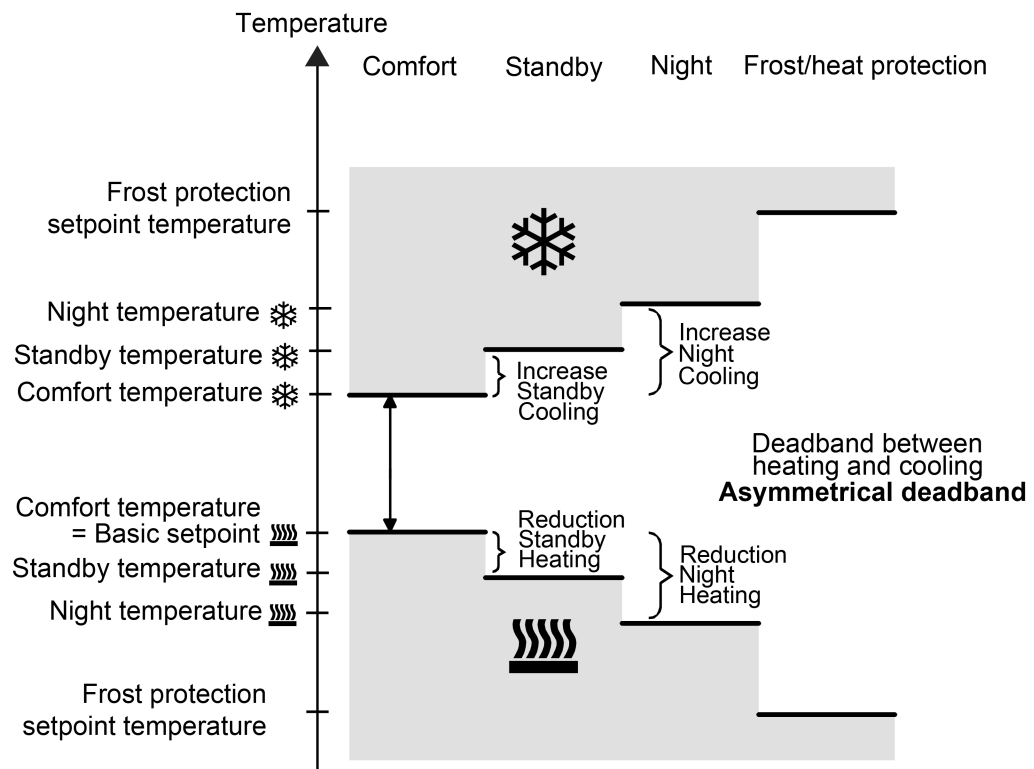 Temperature
Comfort
Standby
Night
Frost/heat protection
Frost protection
setpoint temperature
Night temperature
Standby temperature
Comfort temperature
Increase
Standby
Cooling
Increase
Night
Cooling
Deadband between
heating and cooling
Asymmetrical deadband
Comfort temperature
= Basic setpoint
Standby temperature
Night temperature
Reduction
Standby
Heating
Reduction
Night
Heating
Frost protection
setpoint temperature